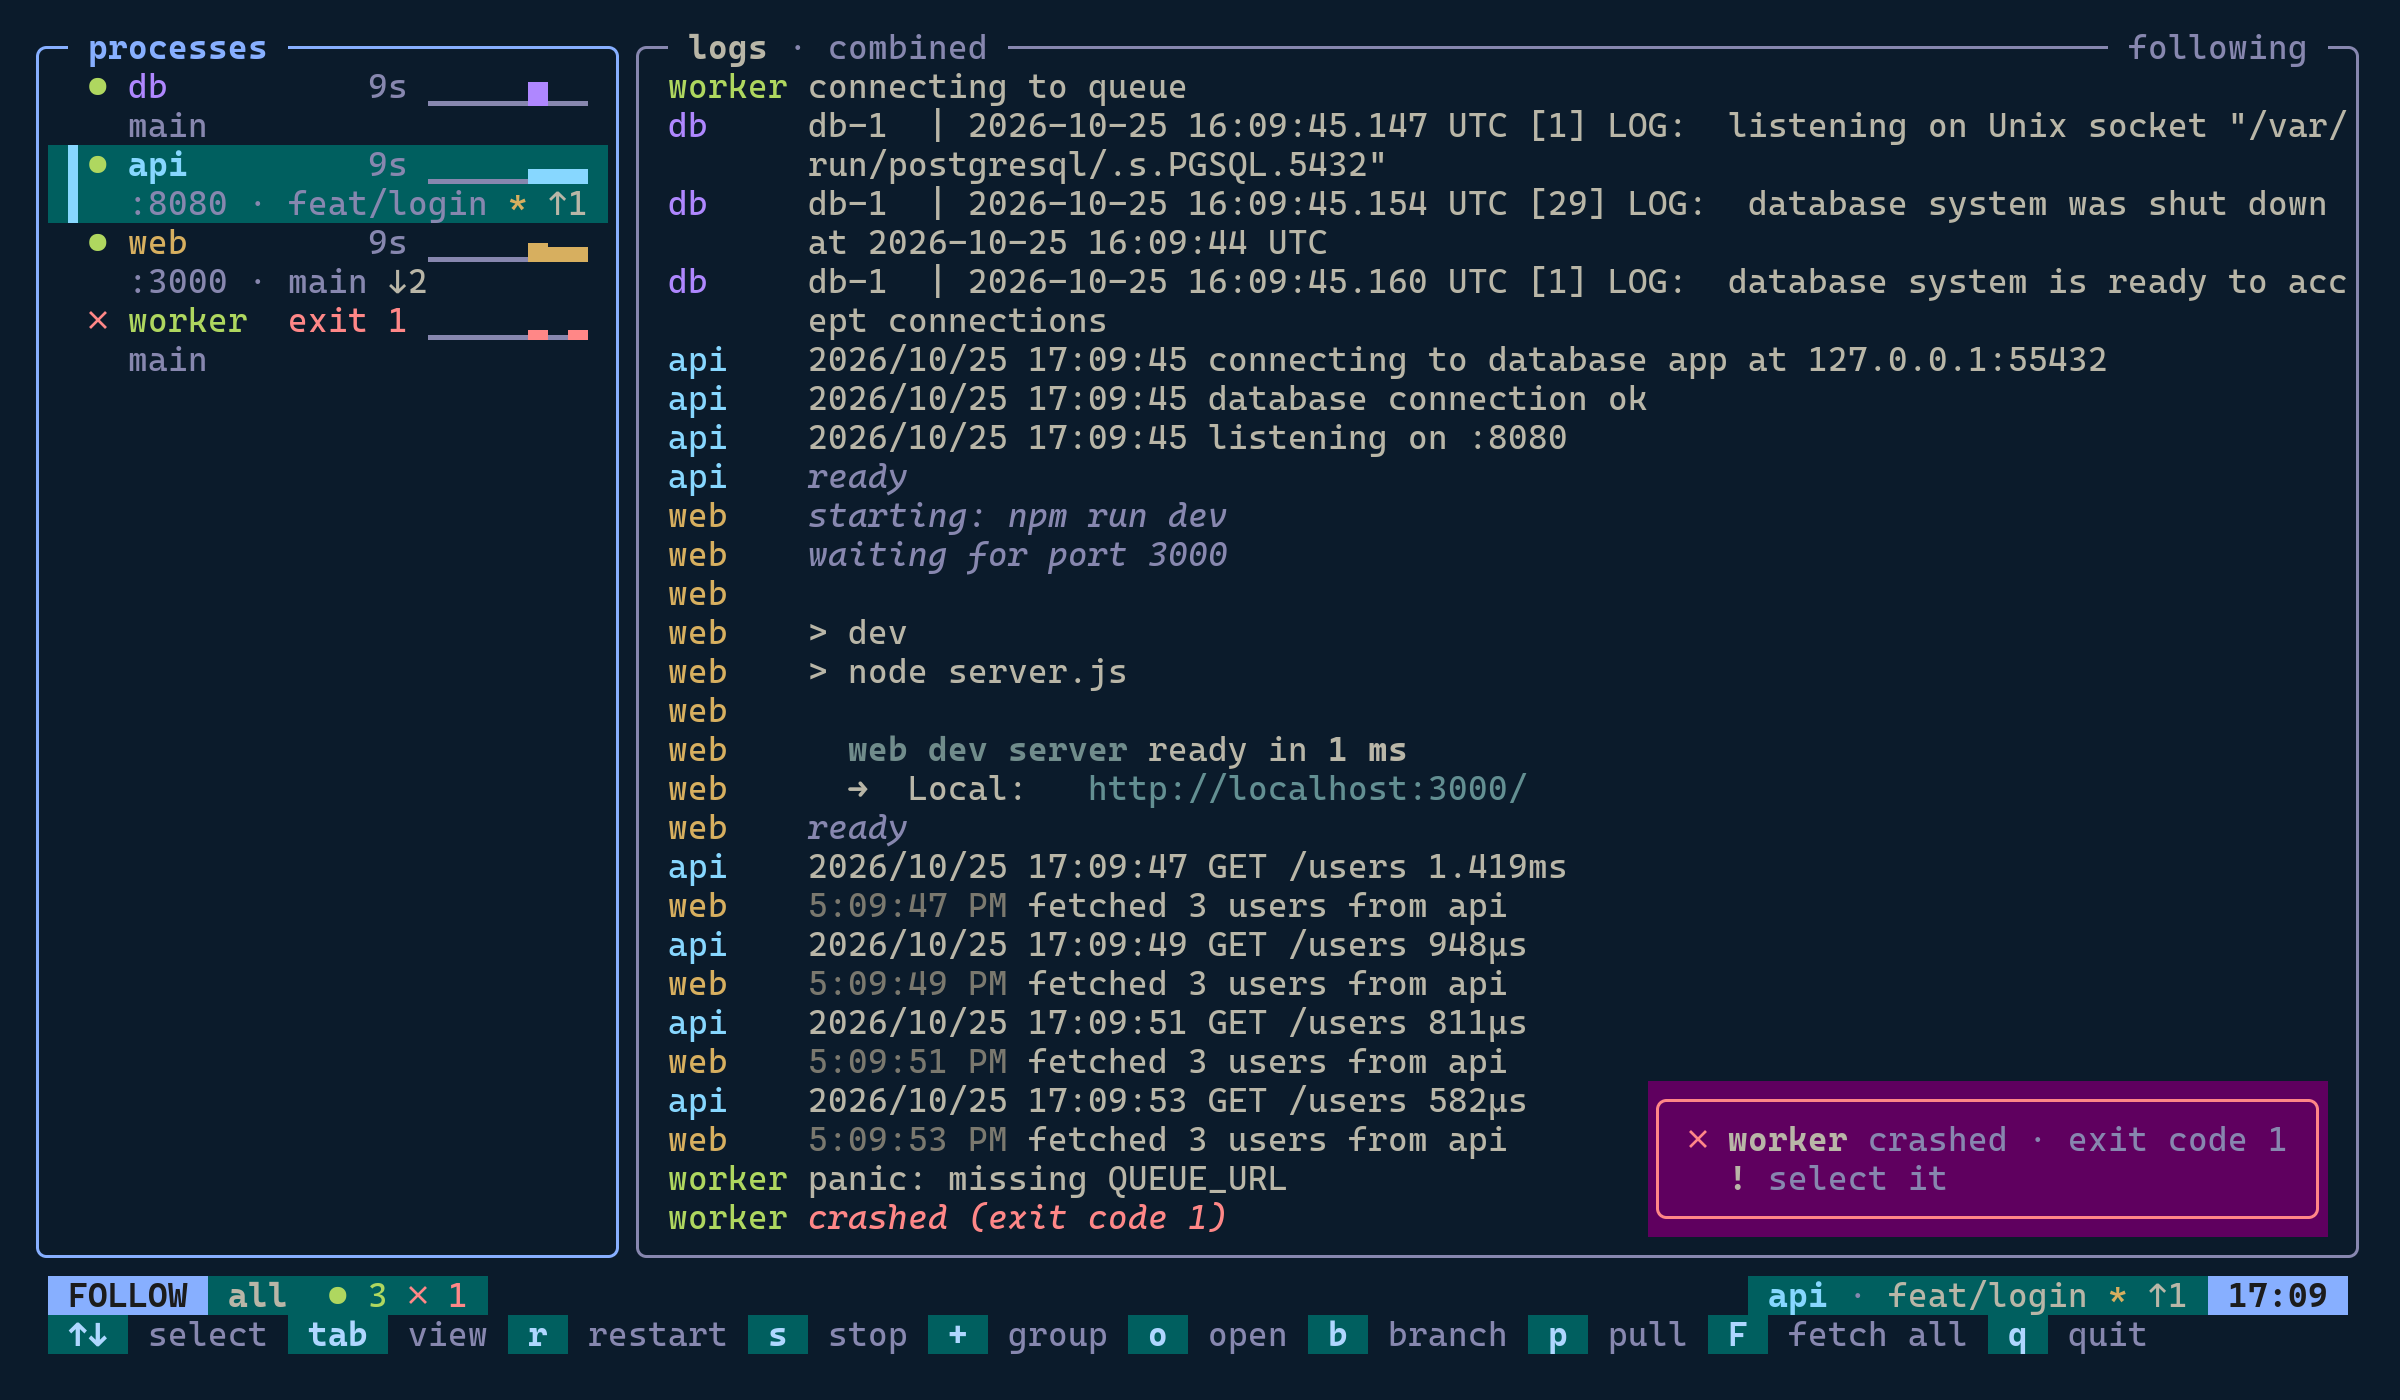 processes
● db 9s
main
● api 9s
:8080 · feat/login * ↑1
● web 9s
:3000 · main ↓2
× worker exit 1
main
logs · combined following
worker connecting to queue
db db-1  | 2026-10-25 16:09:45.147 UTC [1] LOG:  listening on Unix socket "/var/
run/postgresql/.s.PGSQL.5432"
db db-1  | 2026-10-25 16:09:45.154 UTC [29] LOG:  database system was shut down
at 2026-10-25 16:09:44 UTC
db db-1  | 2026-10-25 16:09:45.160 UTC [1] LOG:  database system is ready to acc
ept connections
api 2026/10/25 17:09:45 connecting to database app at 127.0.0.1:55432
api 2026/10/25 17:09:45 database connection ok
api 2026/10/25 17:09:45 listening on :8080
api ready
web starting: npm run dev
web waiting for port 3000
web
web > dev
web > node server.js
web
web web dev server ready in 1 ms
web ➜  Local:   http://localhost:3000/
web ready
api 2026/10/25 17:09:47 GET /users 1.419ms
web 5:09:47 PM fetched 3 users from api
api 2026/10/25 17:09:49 GET /users 948µs
web 5:09:49 PM fetched 3 users from api
api 2026/10/25 17:09:51 GET /users 811µs
web 5:09:51 PM fetched 3 users from api
api 2026/10/25 17:09:53 GET /users 582µs
web 5:09:53 PM fetched 3 users from api
worker panic: missing QUEUE_URL
worker crashed (exit code 1)
× worker crashed · exit code 1
! select it
FOLLOW all ● 3 × 1 api · feat/login * ↑1 17:09
↑↓ select tab view r restart s stop + group o open b branch p pull F fetch all q quit